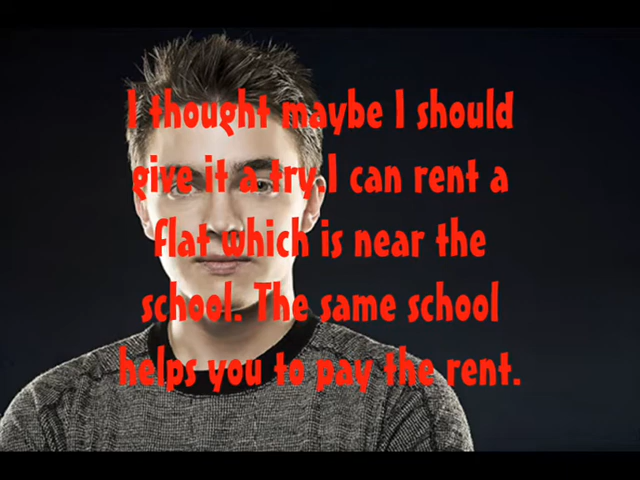 I thought maybe I should
give it a try.I can rent a
flat which is near the
school. The same school
helps you to pay the rent.